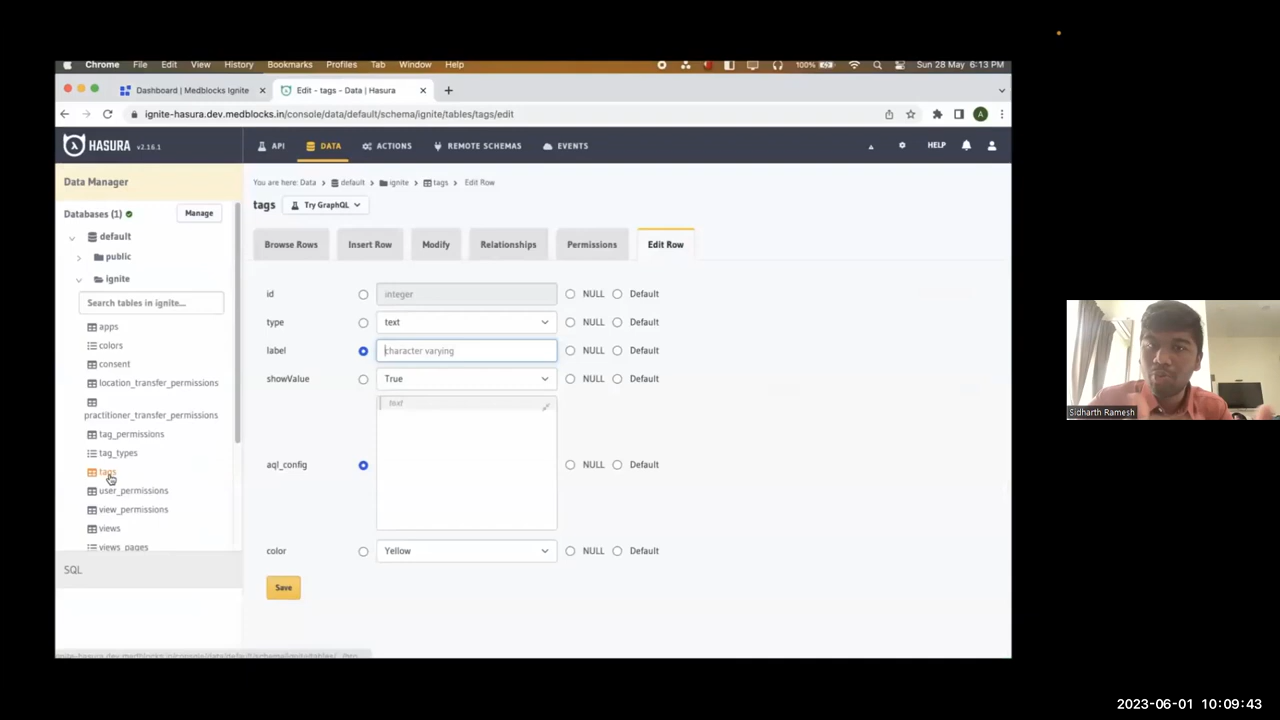 Chrome File Edit View History Bookmarks Profiles Tab Window Help 100% Sun 28 May 6:13 PM
Dashboard | Medblocks Ignite Edit - tags - Data | Hasura
ignite-hasura.dev.medblocks.in/console/data/default/schema/ignite/tables/tags/edit A
HASURA v2.16.1 API DATA ACTIONS REMOTE SCHEMAS EVENTS HELP
Data Manager
Databases (1) Manage
default
public
ignite
Search tables in ignite...
apps
colors
consent
location_transfer_permissions
practitioner_transfer_permissions
tag_permissions
tag_types
tags
user_permissions
view_permissions
views
views_pages
SQL
You are here: Data > default > ignite > tags > Edit Row
tags Try GraphQL
Browse Rows Insert Row Modify Relationships Permissions Edit Row
id integer NULL Default
type text NULL Default
label character varying NULL Default
showValue True NULL Default
text
aql_config NULL Default
color Yellow NULL Default
Save
Sidharth Ramesh
2023-06-01 10:09:43